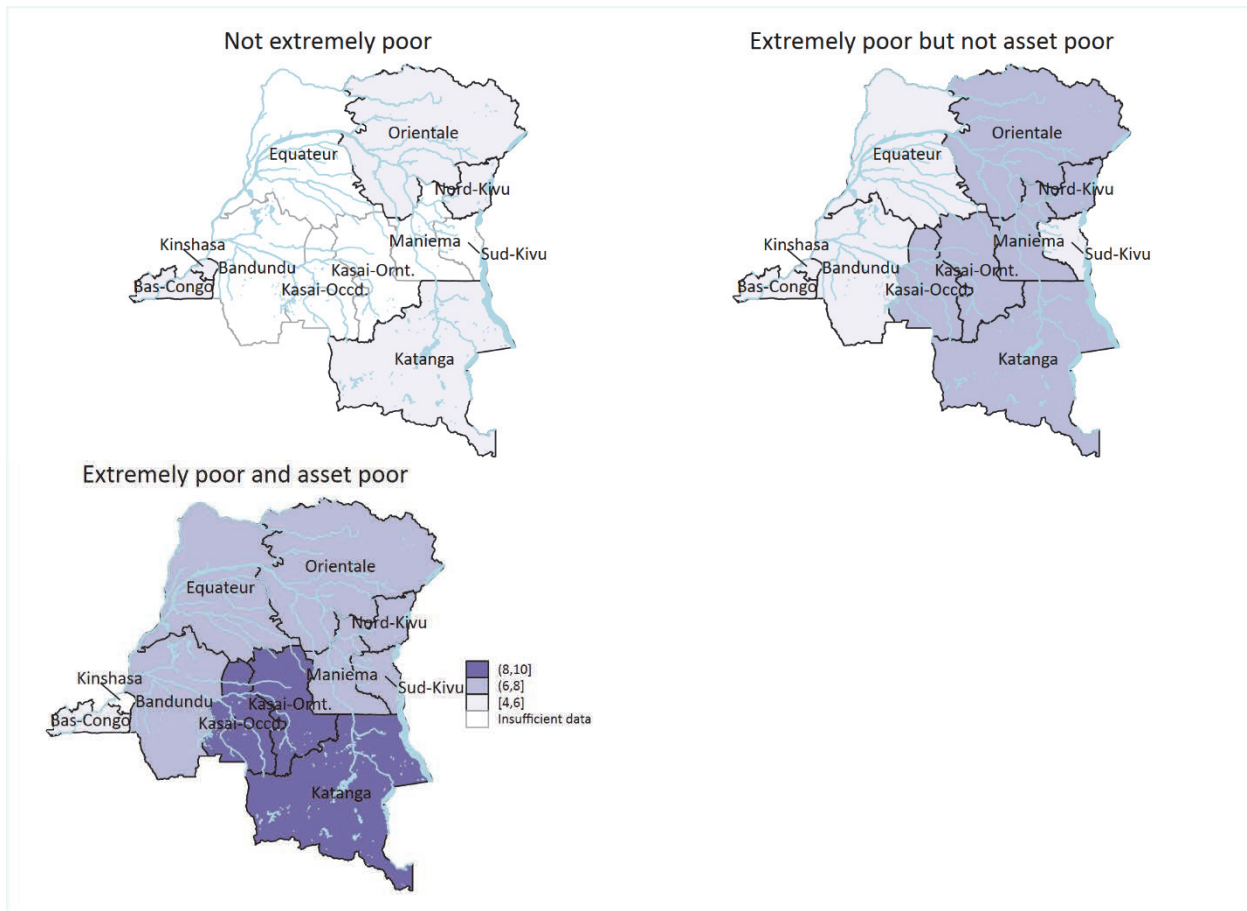 Not extremely poor
Orientale
Equateur
Nord-Kivu
Maniema
Sud-Kivu
Kinshasa
Bandundu
Kasai-Ornt.
Bas-Congo
Kasai-Occd.
Katanga
Extremely poor but not asset poor
Orientale
Equateur
Nord-Kivu
Maniema
Sud-Kivu
Kinshasa
Bandundu
Kasai-Ornt.
Bas-Congo
Kasai-Occd.
Katanga
Extremely poor and asset poor
Orientale
Equateur
Nord-Kivu
Maniema
Sud-Kivu
Kinshasa
Bandundu
Kasai-Ornt.
Bas-Congo
Kasai-Occd.
Katanga
(8,10]
(6,8]
[4,6]
Insufficient data